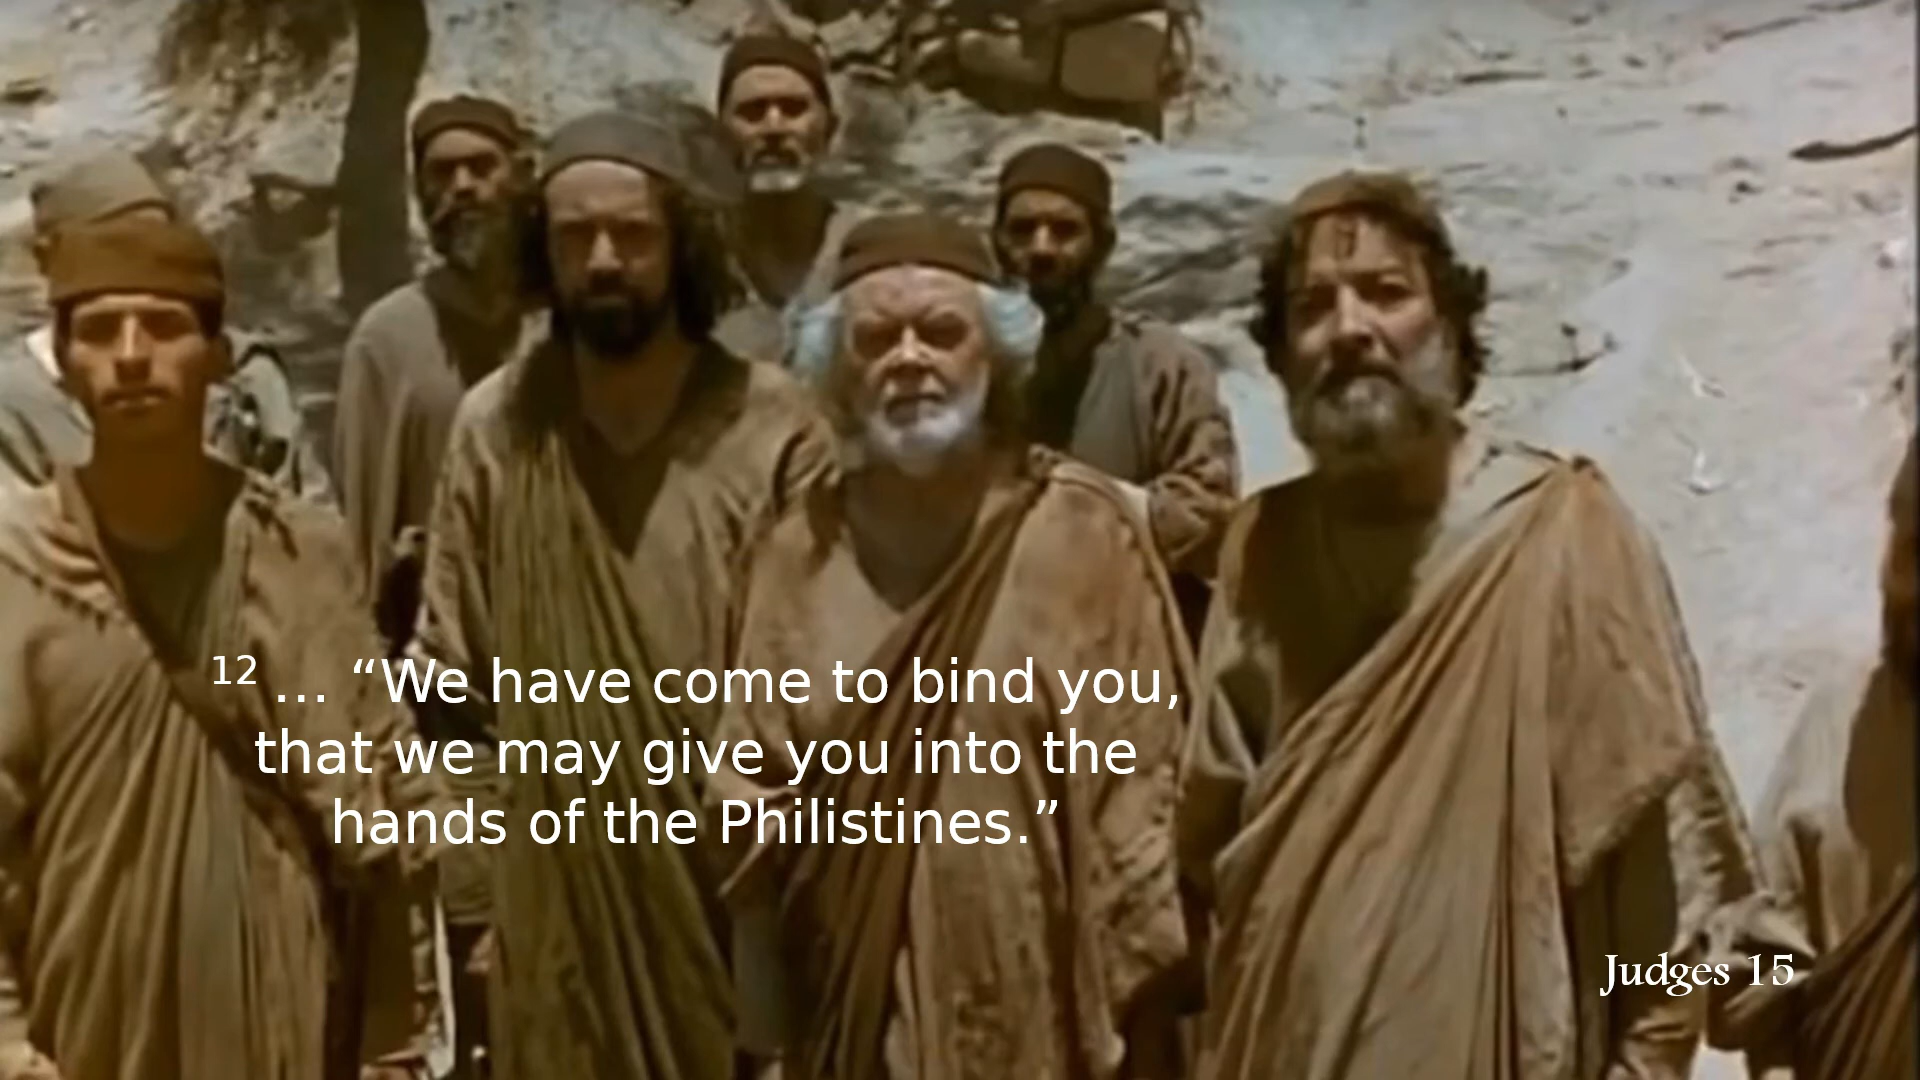 12 … “We have come to bind you,
that we may give you into the
hands of the Philistines.”
Judges 15